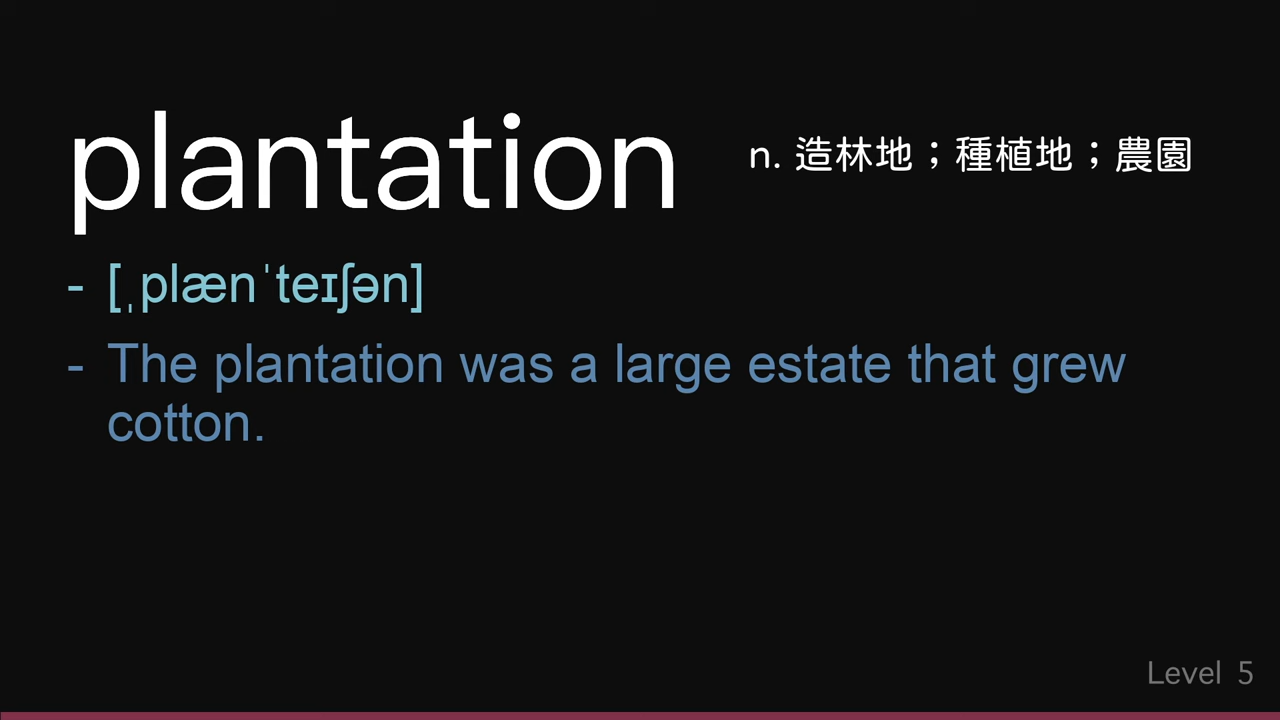 plantation n. 造林地；種植地；農園
- [ˌplænˈteɪʃən]
- The plantation was a large estate that grew
cotton.
Level 5